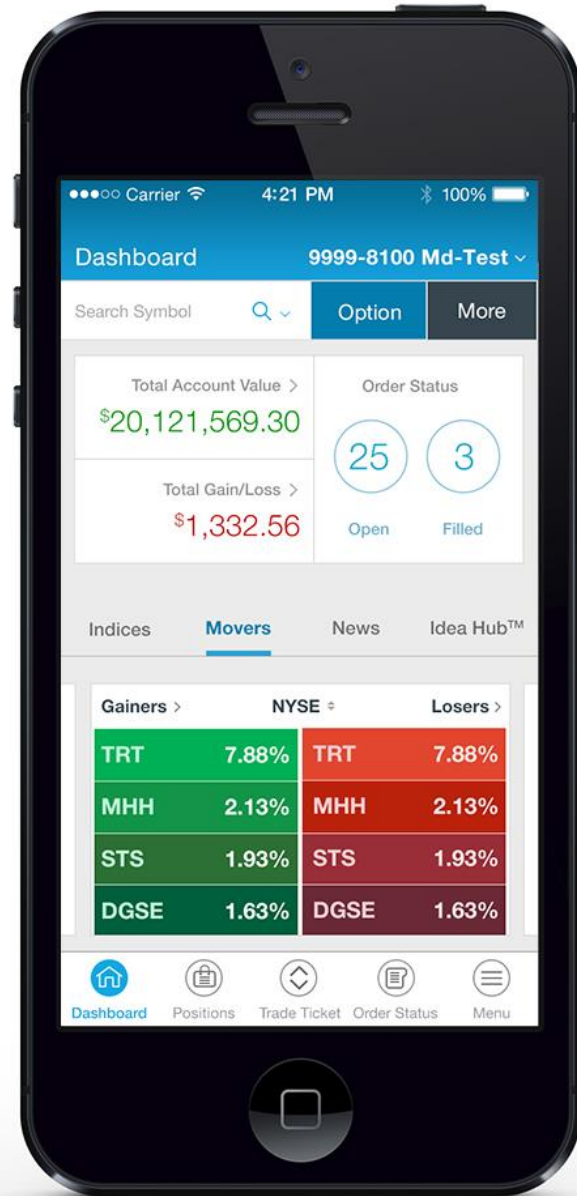 Carrier 4:21 PM 100%
Dashboard 9999-8100 Md-Test
Search Symbol Option More
Total Account Value >
$20,121,569.30
Total Gain/Loss >
$1,332.56
Order Status
25 3
Open Filled
Indices Movers News Idea Hub™
Gainers > NYSE Losers >
TRT 7.88% TRT 7.88%
MHH 2.13% MHH 2.13%
STS 1.93% STS 1.93%
DGSE 1.63% DGSE 1.63%
Dashboard Positions Trade Ticket Order Status Menu